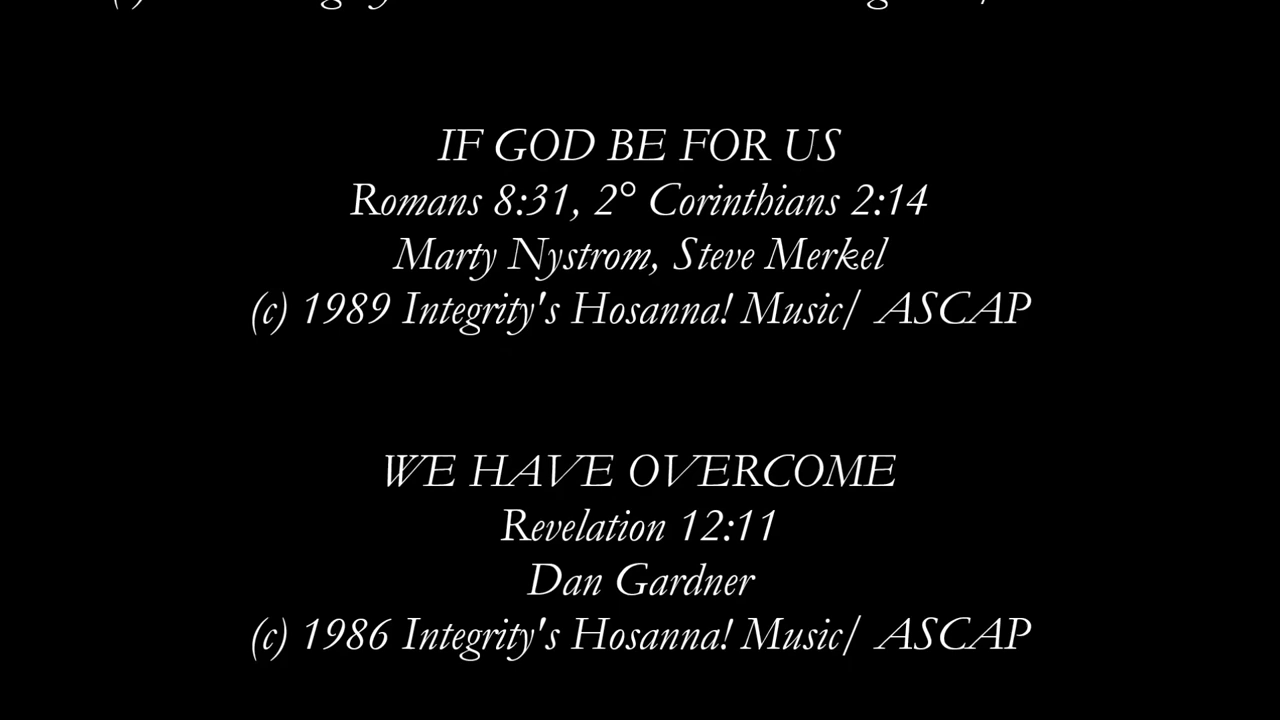 IF GOD BE FOR US
Romans 8:31, 2° Corinthians 2:14
Marty Nystrom, Steve Merkel
(c) 1989 Integrity's Hosanna! Music/ ASCAP
WE HAVE OVERCOME
Revelation 12:11
Dan Gardner
(c) 1986 Integrity's Hosanna! Music/ ASCAP